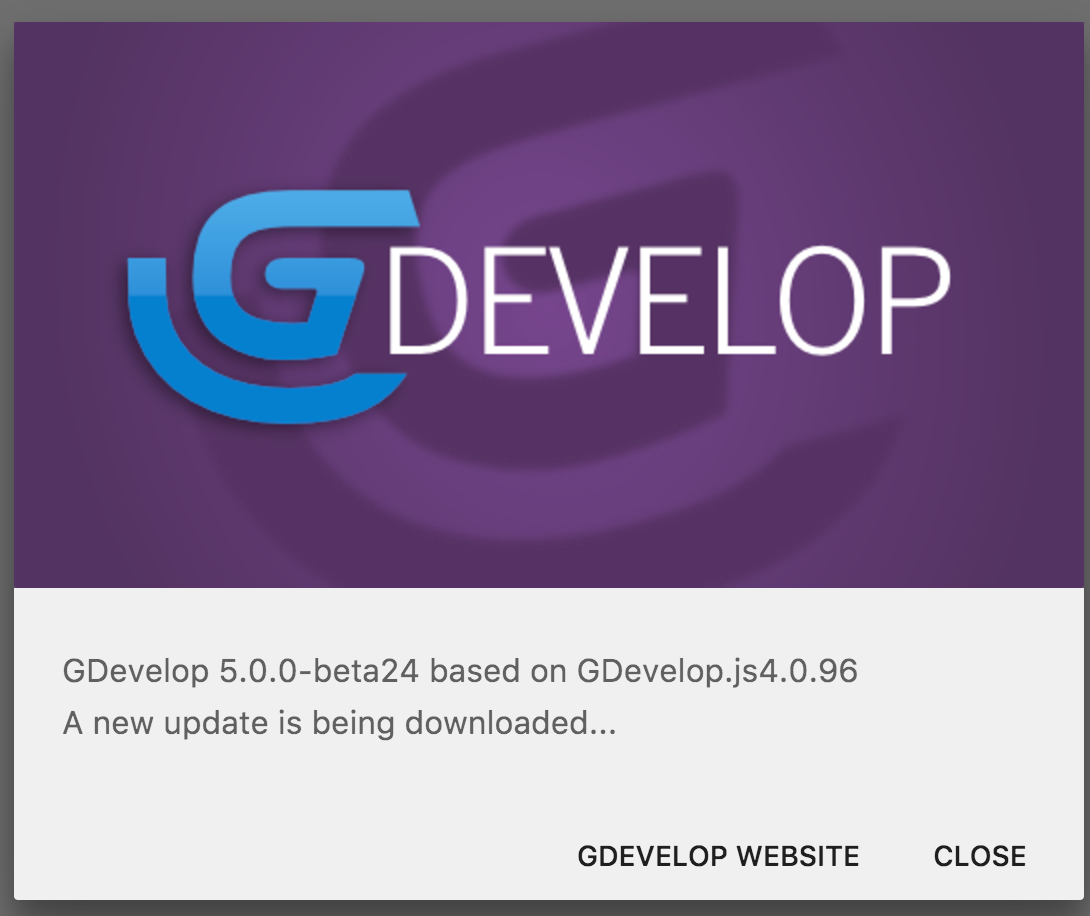 GDEVELOP
GDevelop 5.0.0-beta24 based on GDevelop.js4.0.96
A new update is being downloaded...
GDEVELOP WEBSITE
CLOSE